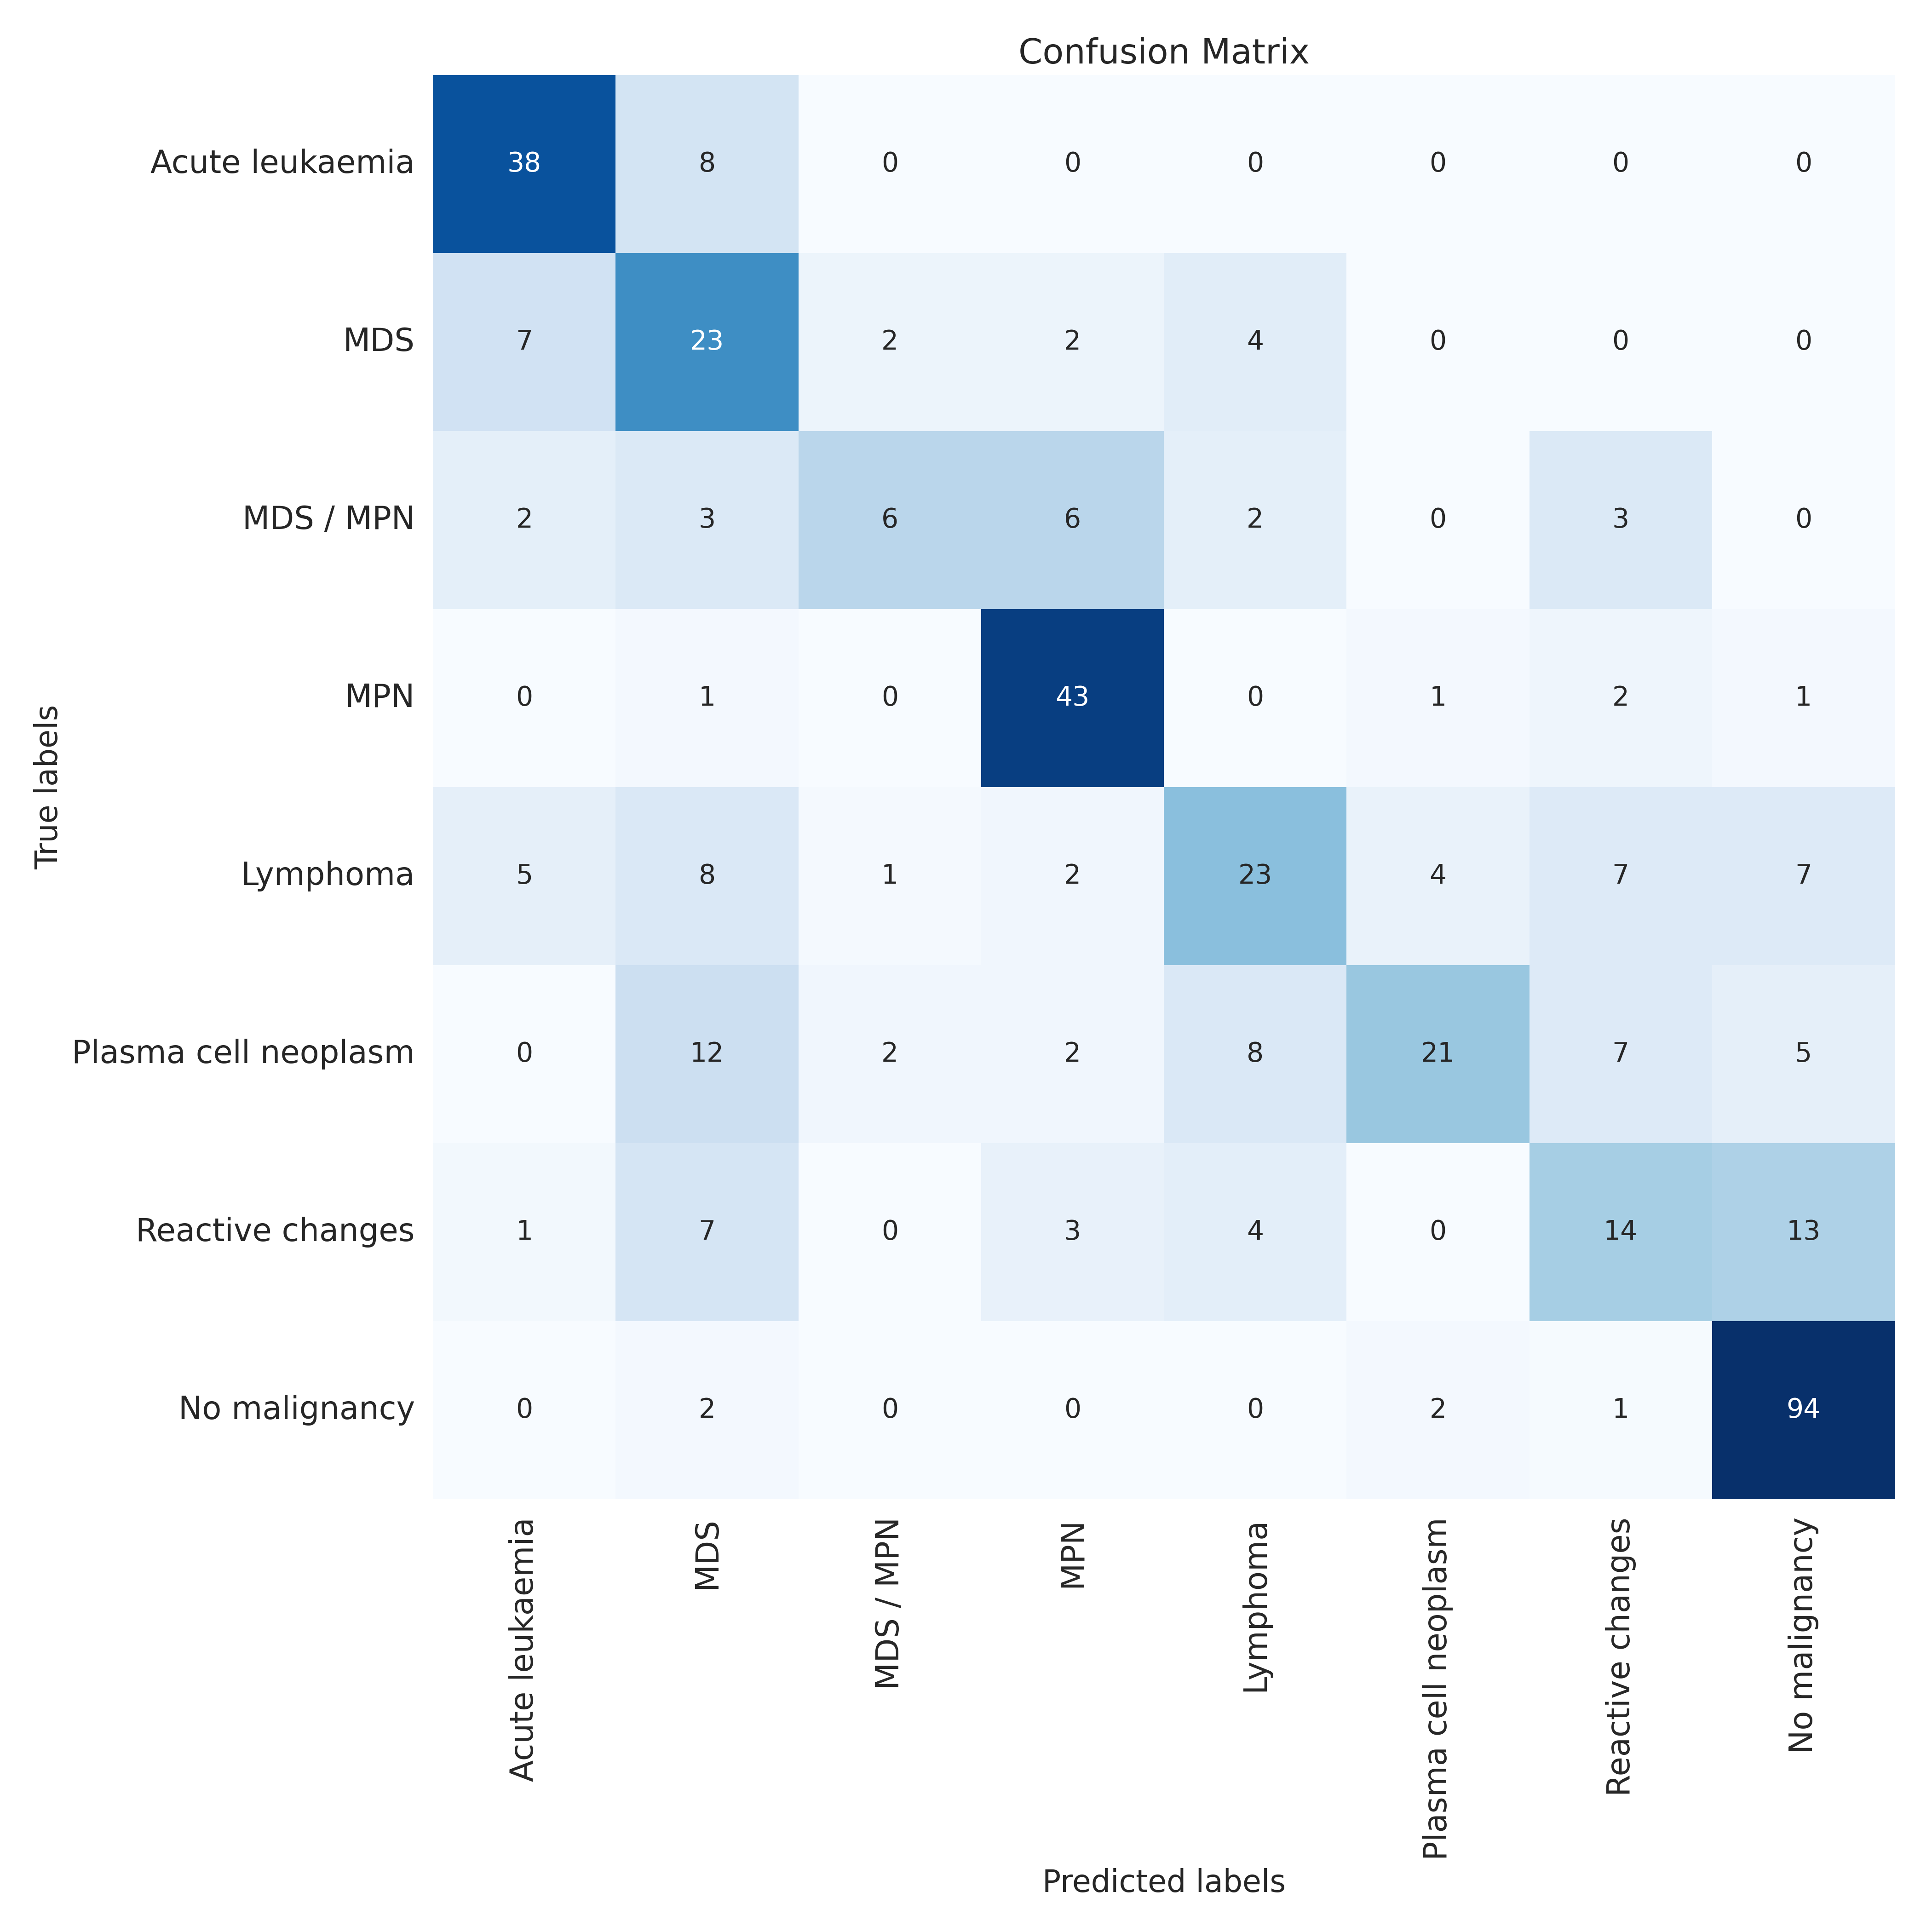 Confusion Matrix
Acute leukaemia 38 8 0 0 0 0 0 0
MDS 7 23 2 2 4 0 0 0
MDS / MPN 2 3 6 6 2 0 3 0
MPN 0 1 0 43 0 1 2 1
Lymphoma 5 8 1 2 23 4 7 7
Plasma cell neoplasm 0 12 2 2 8 21 7 5
Reactive changes 1 7 0 3 4 0 14 13
No malignancy 0 2 0 0 0 2 1 94
True labels
Acute leukaemia
MDS
MDS / MPN
MPN
Lymphoma
Plasma cell neoplasm
Reactive changes
No malignancy
Predicted labels